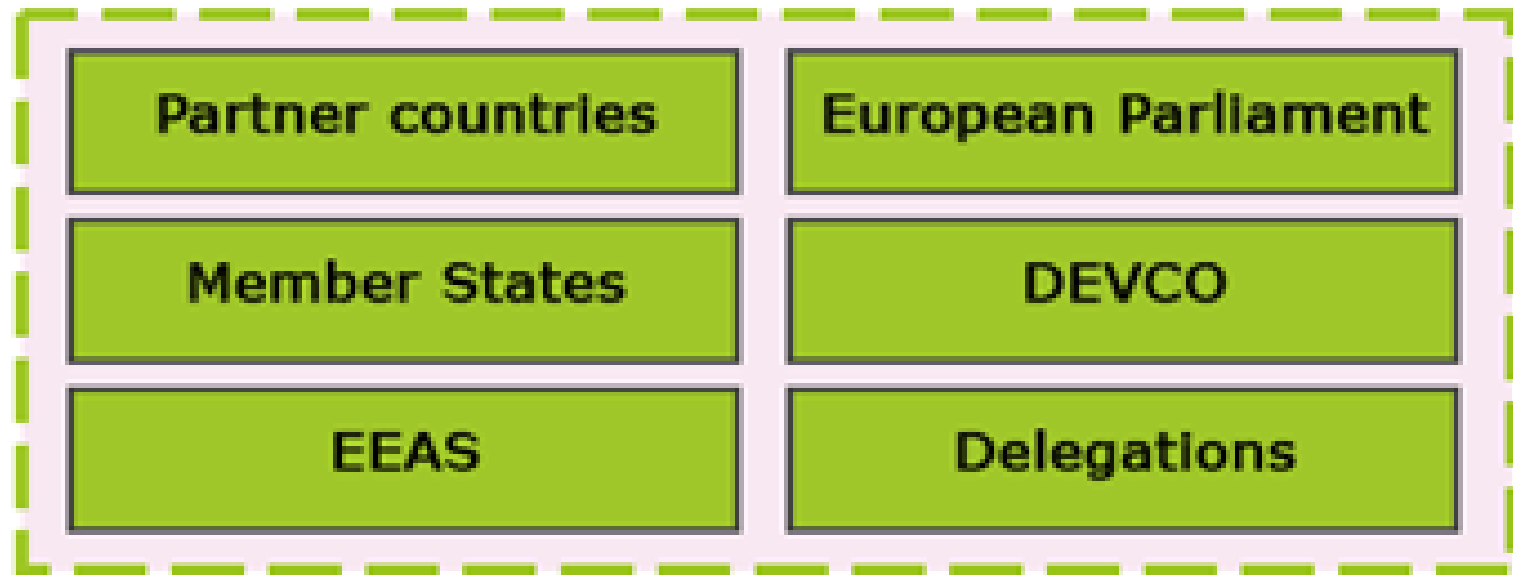 Partner countries
European Parliament
Member States
DEVCO
EEAS
Delegations